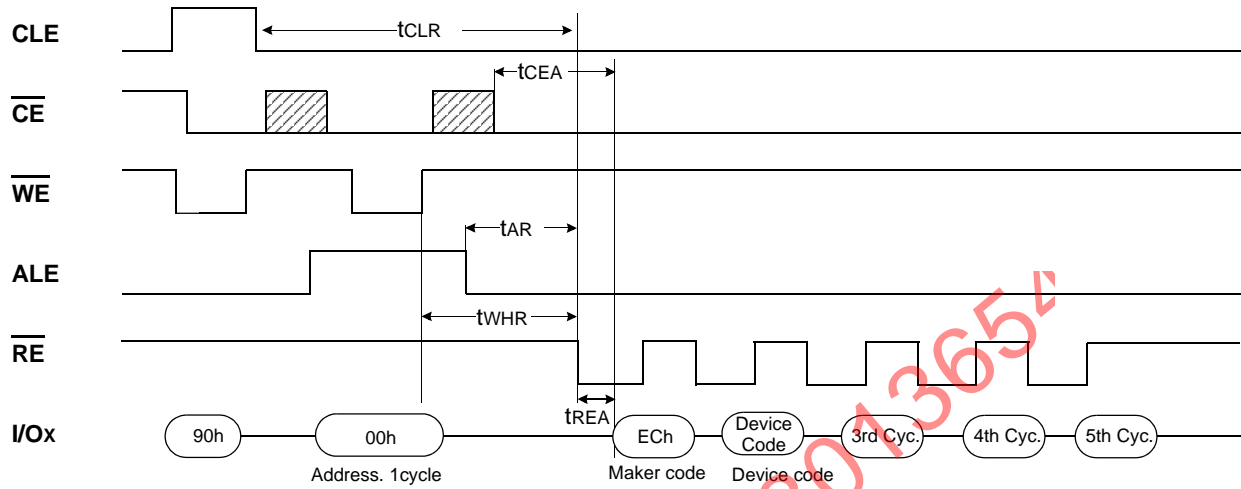 CLE
tCLR
tCEA
CE
WE
tAR
ALE
tWHR
RE
tREA
I/Ox
90h
00h
ECh
Device
Code
3rd Cyc.
4th Cyc.
5th Cyc.
Address. 1cycle
Maker code
Device code